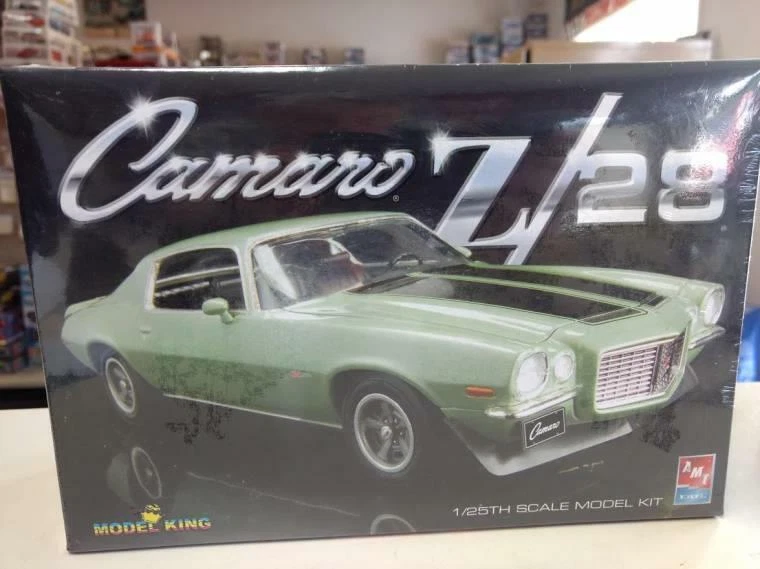 Camaro® Z/28
Camaro
1/25TH SCALE MODEL KIT
AMT
MODEL KING